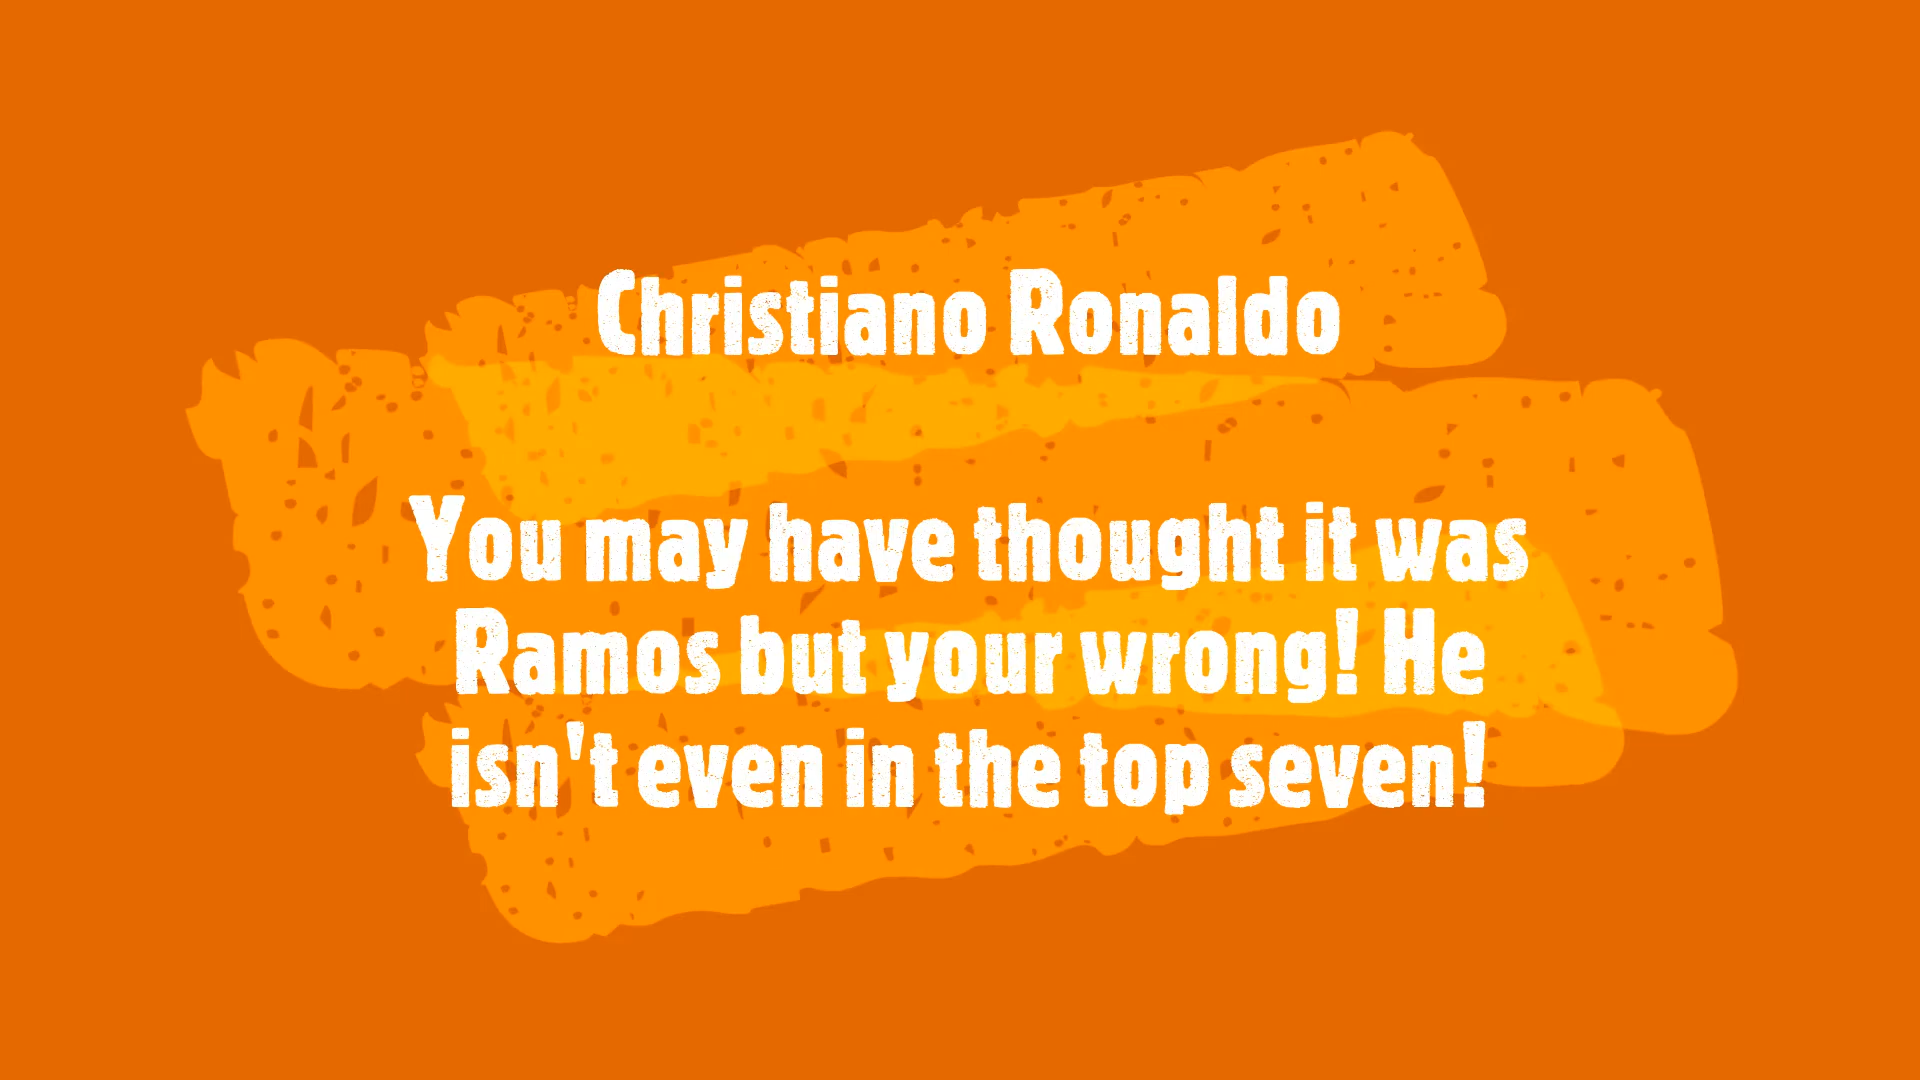 Christiano Ronaldo
You may have thought it was
Ramos but your wrong! He
isn't even in the top seven!